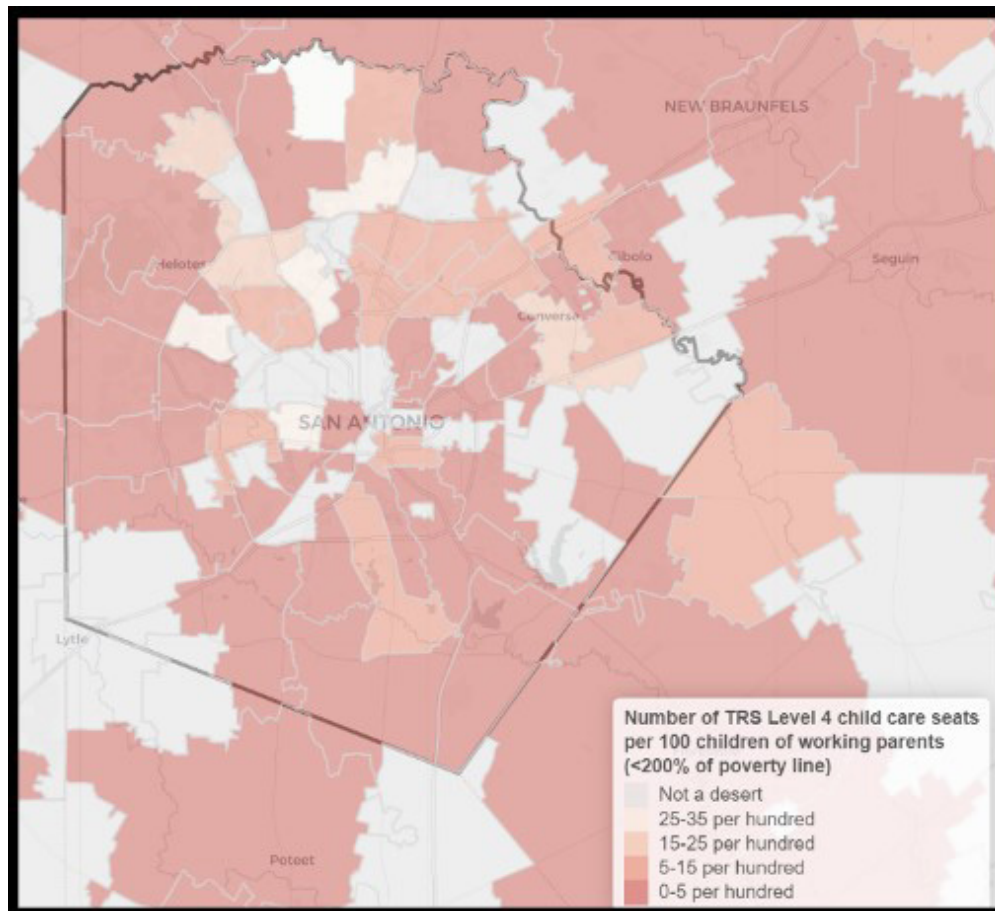 NEW BRAUNFELS
Helotes
Cibolo
Seguin
Converse
SAN ANTONIO
Lytle
Number of TRS Level 4 child care seats
per 100 children of working parents
(<200% of poverty line)
Not a desert
25-35 per hundred
15-25 per hundred
5-15 per hundred
0-5 per hundred
Poteet